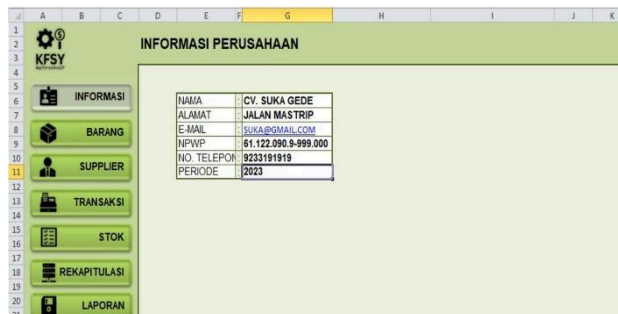 A B C D E F G H I J K
1
2
3
4
5
6
7
8
9
10
11
12
13
14
15
16
17
18
19
20
KFSY
INFORMASI PERUSAHAAN
INFORMASI
BARANG
SUPPLIER
TRANSAKSI
STOK
REKAPITULASI
LAPORAN
NAMA : CV. SUKA GEDE
ALAMAT : JALAN MASTRIP
E-MAIL : SUKA@GMAIL.COM
NPWP : 61.122.090.9-999.000
NO. TELEPON : 9233191919
PERIODE : 2023